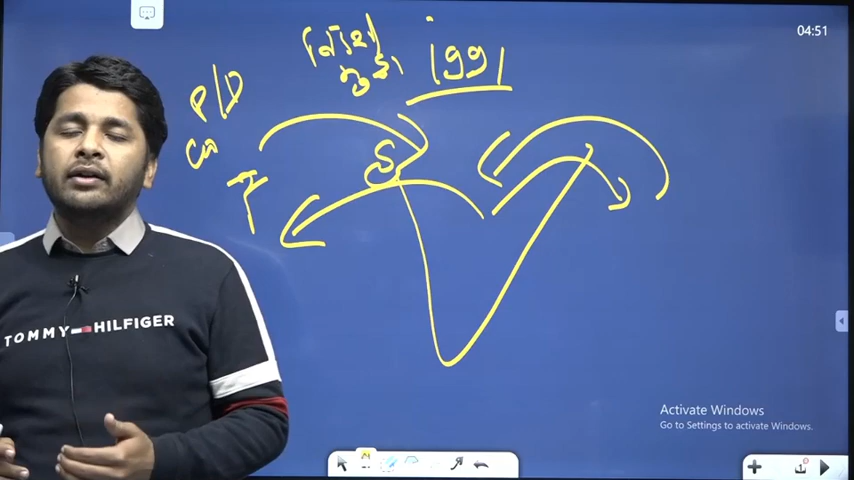 04:51
1991
P/D
T
S
TOMMY HILFIGER
Activate Windows
Go to Settings to activate Windows.